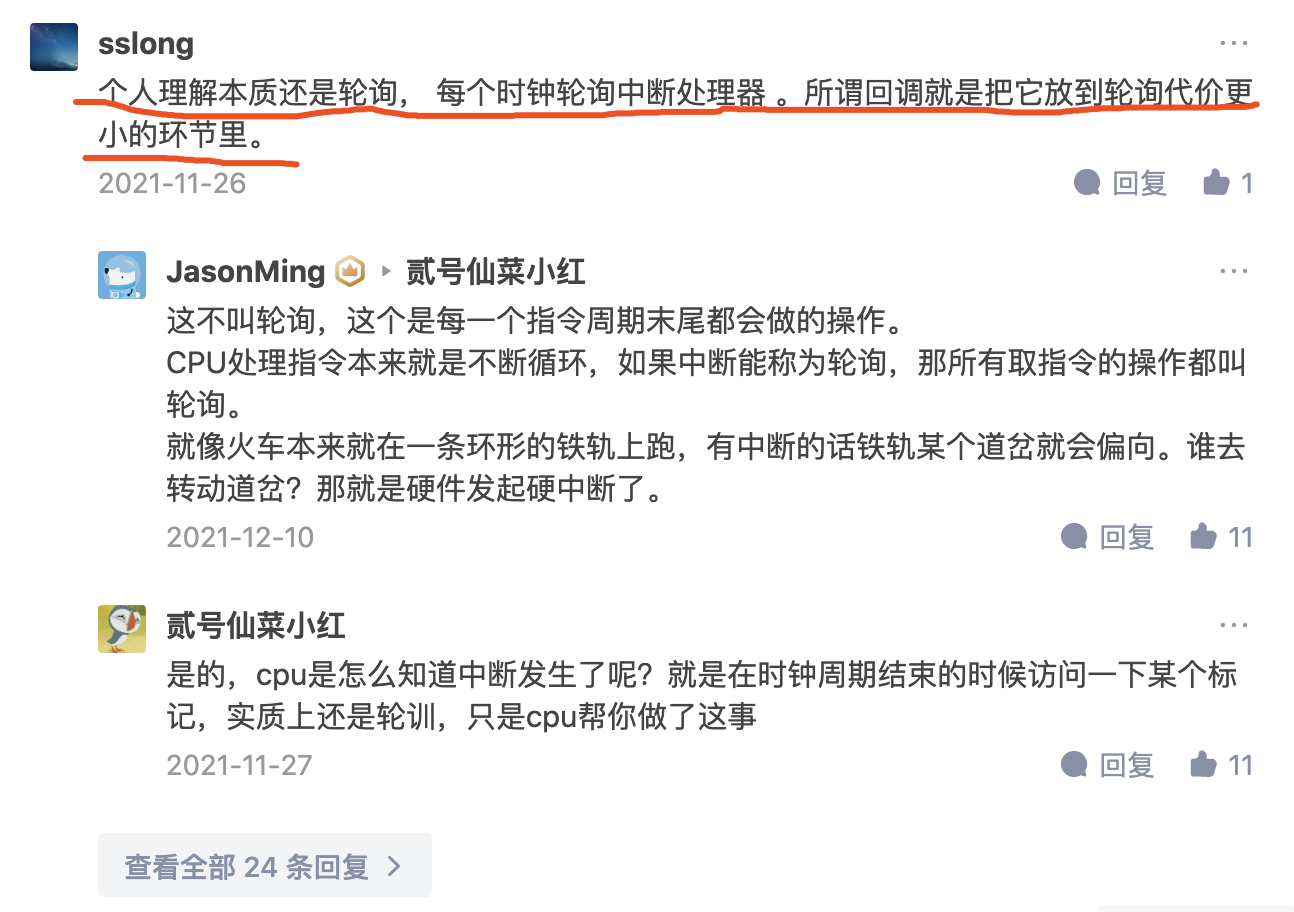 sslong
个人理解本质还是轮询， 每个时钟轮询中断处理器 。所谓回调就是把它放到轮询代价更
小的环节里。
2021-11-26 回复 1
JasonMing 贰号仙菜小红
这不叫轮询，这个是每一个指令周期末尾都会做的操作。
CPU处理指令本来就是不断循环，如果中断能称为轮询，那所有取指令的操作都叫
轮询。
就像火车本来就在一条环形的铁轨上跑，有中断的话铁轨某个道岔就会偏向。谁去
转动道岔？那就是硬件发起硬中断了。
2021-12-10 回复 11
贰号仙菜小红
是的，cpu是怎么知道中断发生了呢？就是在时钟周期结束的时候访问一下某个标
记，实质上还是轮训，只是cpu帮你做了这事
2021-11-27 回复 11
查看全部 24 条回复